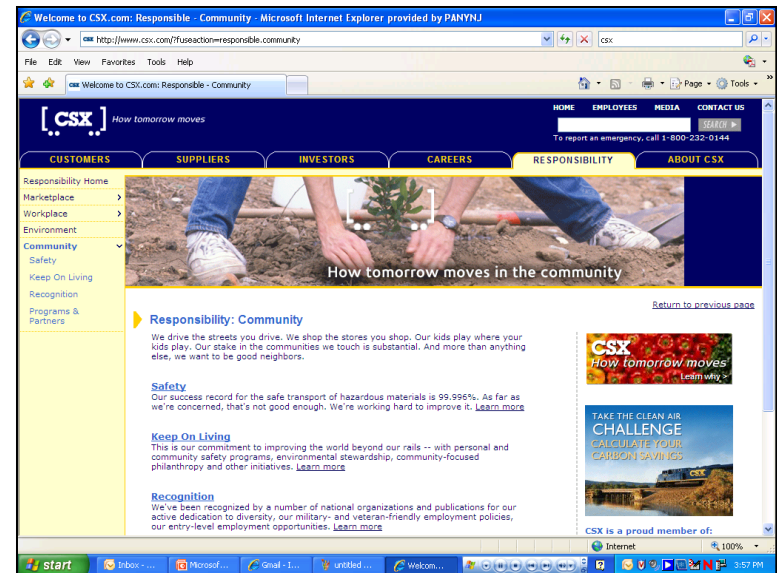 Welcome to CSX.com: Responsible - Community - Microsoft Internet Explorer provided by PANYNJ
http://www.csx.com/?fuseaction=responsible.community
csx
File Edit View Favorites Tools Help
Welcome to CSX.com: Responsible - Community
Page Tools
[CSX] How tomorrow moves
HOME EMPLOYEES MEDIA CONTACT US
SEARCH
To report an emergency, call 1-800-232-0144
CUSTOMERS SUPPLIERS INVESTORS CAREERS RESPONSIBILITY ABOUT CSX
Responsibility Home
Marketplace
Workplace
Environment
Community
Safety
Keep On Living
Recognition
Programs &
Partners
How tomorrow moves in the community
Return to previous page
Responsibility: Community
We drive the streets you drive. We shop the stores you shop. Our kids play where your
kids play. Our stake in the communities we touch is substantial. And more than anything
else, we want to be good neighbors.
Safety
Our success record for the safe transport of hazardous materials is 99.996%. As far as
we're concerned, that's not good enough. We're working hard to improve it. Learn more
Keep On Living
This is our commitment to improving the world beyond our rails -- with personal and
community safety programs, environmental stewardship, community-focused
philanthropy and other initiatives. Learn more
Recognition
We've been recognized by a number of national organizations and publications for our
active dedication to diversity, our military- and veteran-friendly employment policies,
our entry-level employment opportunities. Learn more
CSX
How tomorrow moves
Learn why >
TAKE THE CLEAN AIR
CHALLENGE
CALCULATE YOUR
CARBON SAVINGS
CSX is a proud member of:
Internet 100%
start Inbox - ... Microsof... Gmail - I... untitled ... Welcom... 3:57 PM